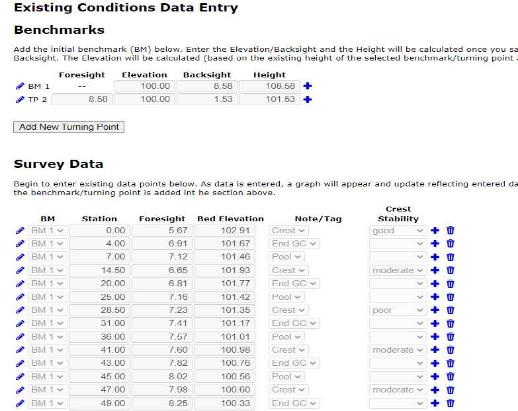 Existing Conditions Data Entry
Benchmarks
Add the initial benchmark (BM) below. Enter the Elevation/Backsight and the Height will be calculated once you sa
Backsight. The Elevation will be calculated (based on the existing height of the selected benchmark/turning point
Foresight Elevation Backsight Height
BM 1 -- 100.00 8.58 108.58
TP 2 8.58 100.00 1.53 101.53
Add New Turning Point
Survey Data
Begin to enter existing data points below. As data is entered, a graph will appear and update reflecting entered da
the benchmark/turning point is added int he section above.
BM Station Foresight Bed Elevation Note/Tag Crest Stability
BM 1 0.00 5.67 102.91 Crest good
BM 1 4.00 6.91 101.67 End GC
BM 1 7.00 7.12 101.46 Pool
BM 1 14.50 6.65 101.93 Crest moderate
BM 1 20.00 6.81 101.77 End GC
BM 1 25.00 7.16 101.42 Pool
BM 1 28.50 7.23 101.35 Crest poor
BM 1 31.00 7.41 101.17 End GC
BM 1 36.00 7.57 101.01 Pool
BM 1 41.00 7.60 100.98 Crest moderate
BM 1 43.00 7.82 100.76 End GC
BM 1 45.00 8.02 100.56 Pool
BM 1 47.00 7.98 100.60 Crest moderate
BM 1 49.00 8.25 100.33 End GC